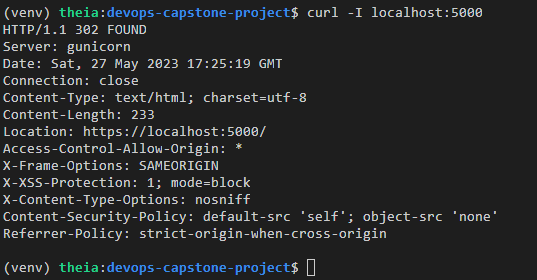 (venv) theia:devops-capstone-project$ curl -I localhost:5000
HTTP/1.1 302 FOUND
Server: gunicorn
Date: Sat, 27 May 2023 17:25:19 GMT
Connection: close
Content-Type: text/html; charset=utf-8
Content-Length: 233
Location: https://localhost:5000/
Access-Control-Allow-Origin: *
X-Frame-Options: SAMEORIGIN
X-XSS-Protection: 1; mode=block
X-Content-Type-Options: nosniff
Content-Security-Policy: default-src 'self'; object-src 'none'
Referrer-Policy: strict-origin-when-cross-origin
(venv) theia:devops-capstone-project$